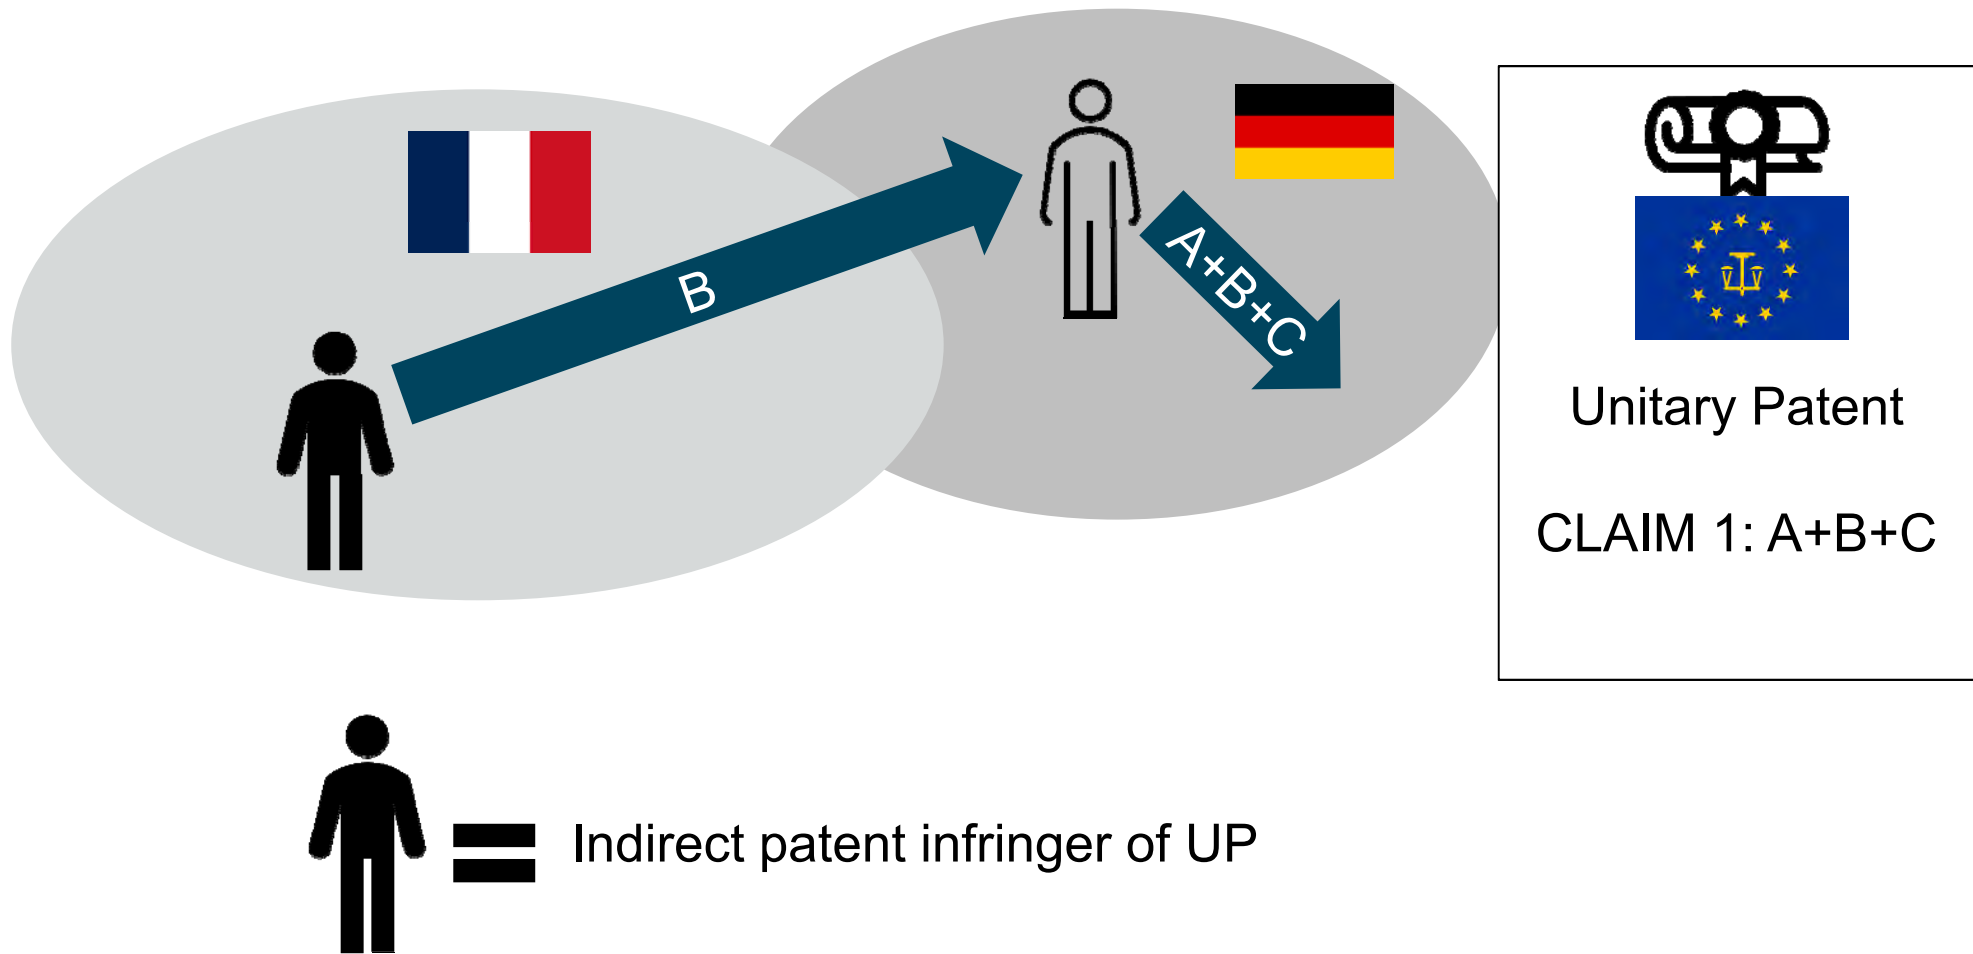 B
A+B+C
Unitary Patent
CLAIM 1: A+B+C
Indirect patent infringer of UP